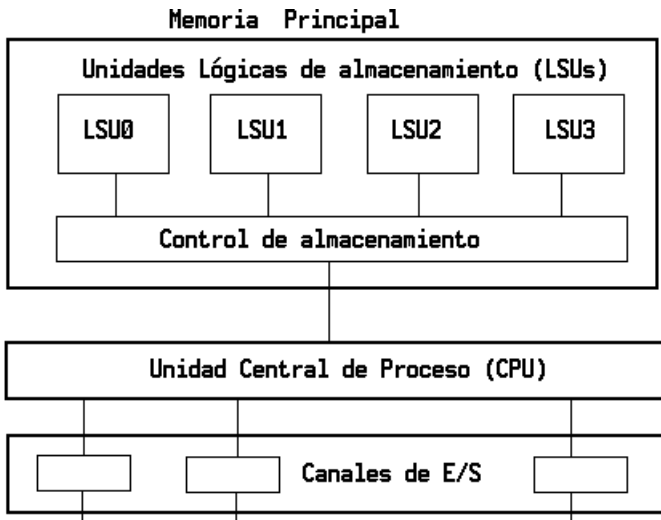 Memoria Principal
Unidades Lógicas de almacenamiento (LSUs)
LSU0 LSU1 LSU2 LSU3
Control de almacenamiento
Unidad Central de Proceso (CPU)
Canales de E/S